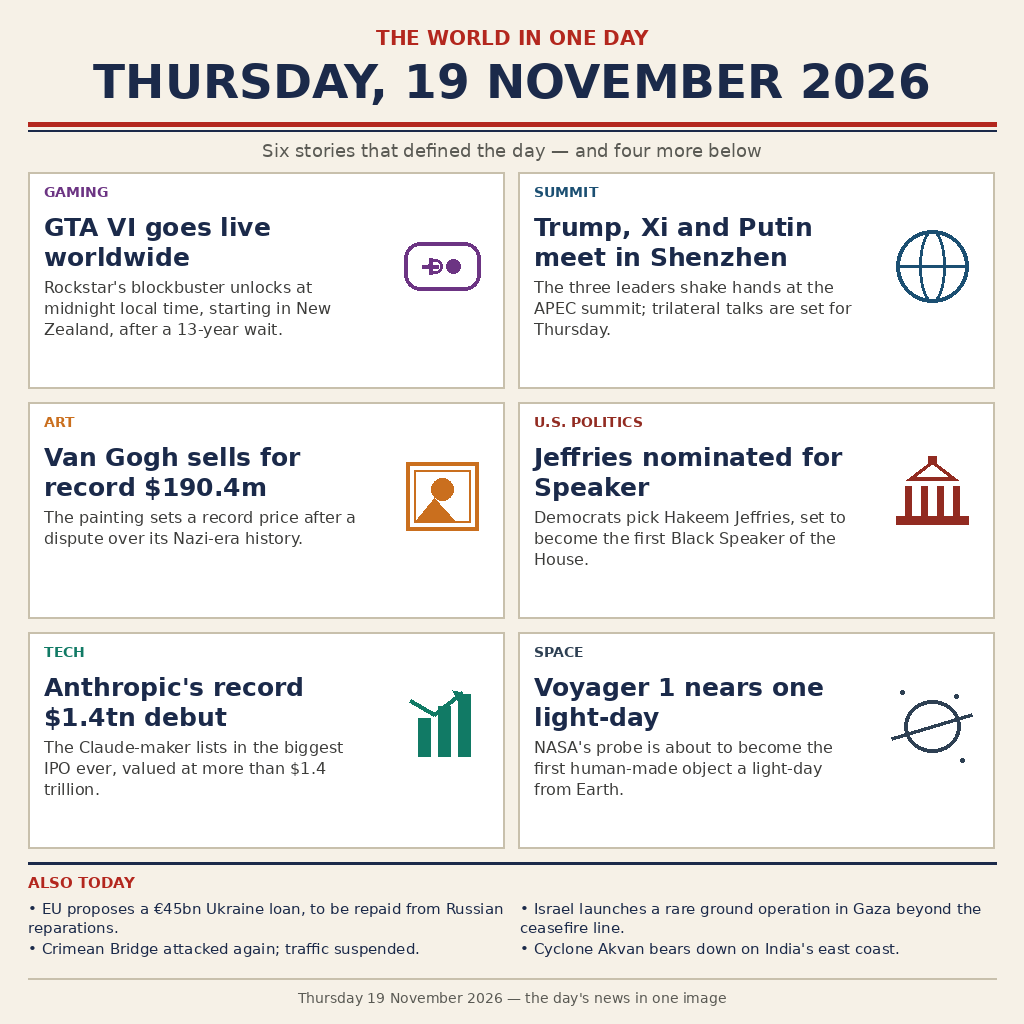 THE WORLD IN ONE DAY
THURSDAY, 19 NOVEMBER 2026
Six stories that defined the day — and four more below
GAMING
GTA VI goes live
worldwide
Rockstar's blockbuster unlocks at
midnight local time, starting in New
Zealand, after a 13-year wait.
SUMMIT
Trump, Xi and Putin
meet in Shenzhen
The three leaders shake hands at the
APEC summit; trilateral talks are set for
Thursday.
ART
Van Gogh sells for
record $190.4m
The painting sets a record price after a
dispute over its Nazi-era history.
U.S. POLITICS
Jeffries nominated for
Speaker
Democrats pick Hakeem Jeffries, set to
become the first Black Speaker of the
House.
TECH
Anthropic's record
$1.4tn debut
The Claude-maker lists in the biggest
IPO ever, valued at more than $1.4
trillion.
SPACE
Voyager 1 nears one
light-day
NASA's probe is about to become the
first human-made object a light-day
from Earth.
ALSO TODAY
• EU proposes a €45bn Ukraine loan, to be repaid from Russian
reparations.
• Crimean Bridge attacked again; traffic suspended.
• Israel launches a rare ground operation in Gaza beyond the
ceasefire line.
• Cyclone Akvan bears down on India's east coast.
Thursday 19 November 2026 — the day's news in one image